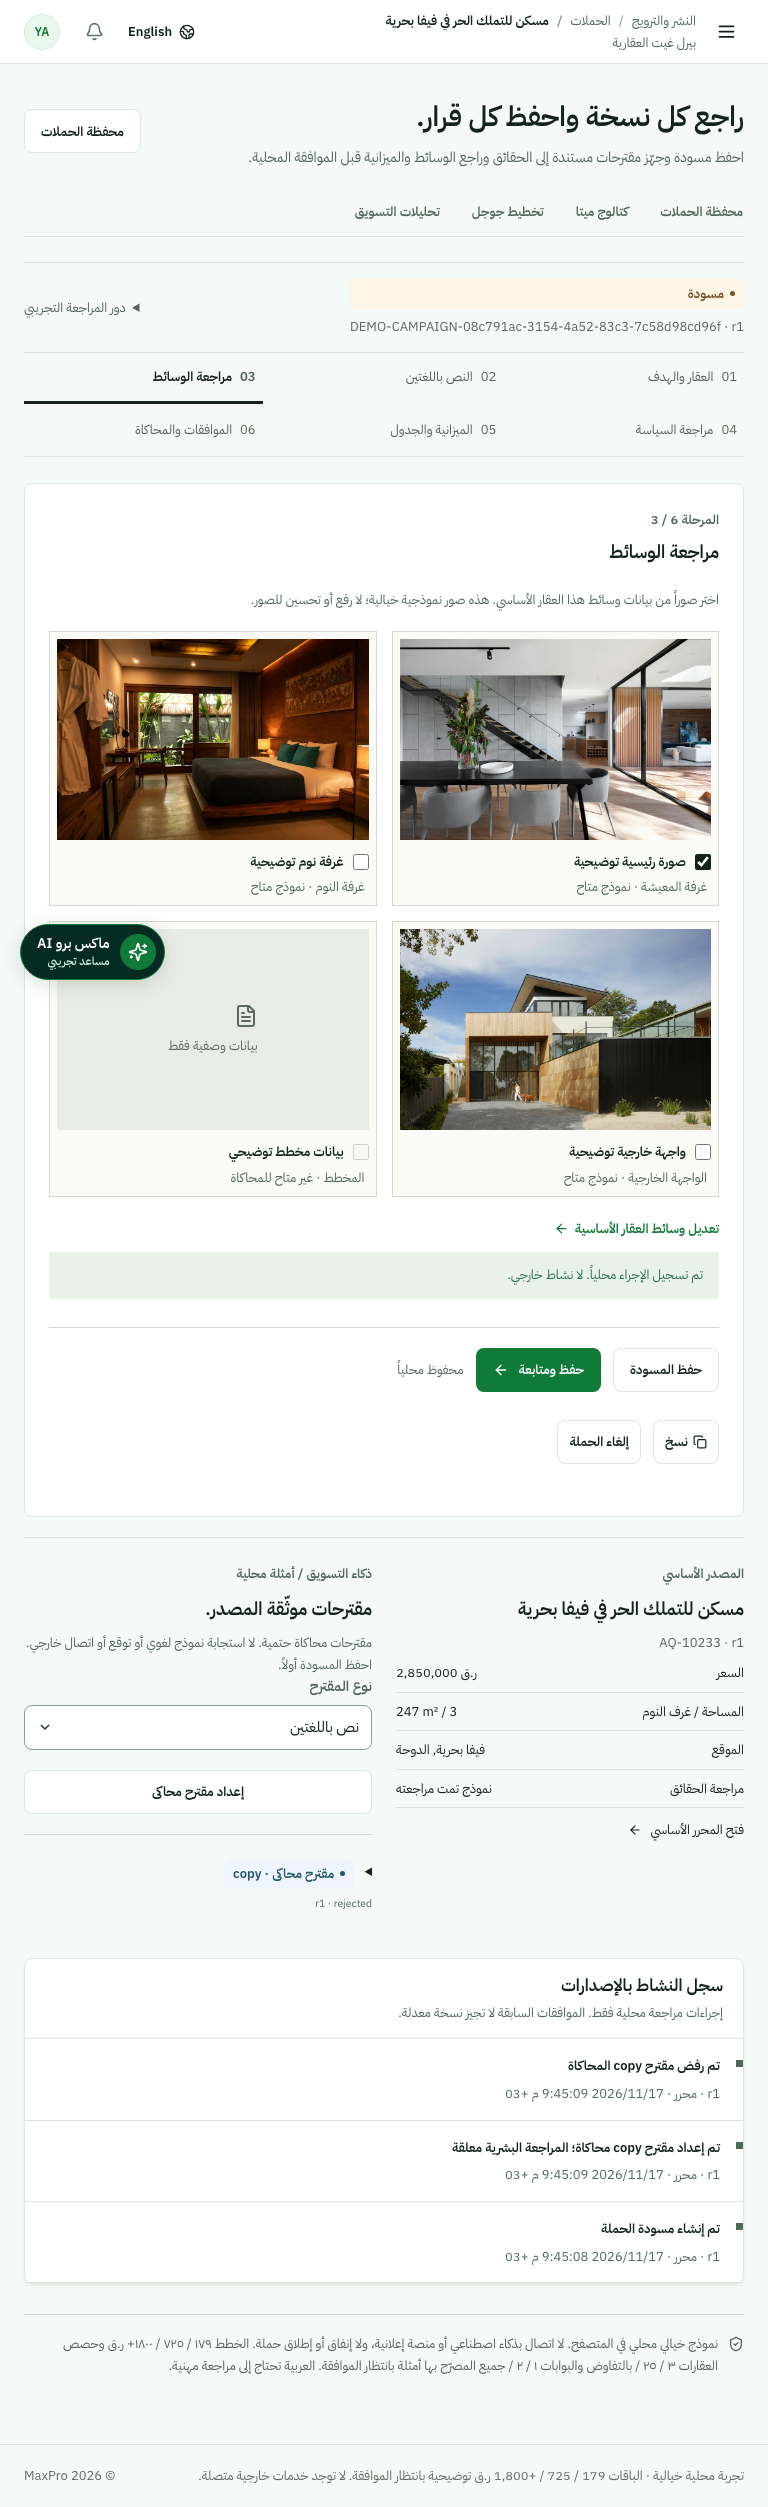 النشر والترويج / الحملات / مسكن للتملك الحر في فيفا بحرية
بيرل غيت العقارية
English
YA
راجع كل نسخة واحفظ كل قرار.
احفظ مسودة وجهّز مقترحات مستندة إلى الحقائق وراجع الوسائط والميزانية قبل الموافقة المحلية.
محفظة الحملات
محفظة الحملات
كتالوج ميتا
تخطيط جوجل
تحليلات التسويق
مسودة
DEMO-CAMPAIGN-08c791ac-3154-4a52-83c3-7c58d98cd96f · r1
دور المراجعة التجريبي
01 العقار والهدف
02 النص باللغتين
03 مراجعة الوسائط
04 مراجعة السياسة
05 الميزانية والجدول
06 الموافقات والمحاكاة
المرحلة 6 / 3
مراجعة الوسائط
اختر صوراً من بيانات وسائط هذا العقار الأساسي. هذه صور نموذجية خيالية؛ لا رفع أو تحسين للصور.
صورة رئيسية توضيحية
غرفة المعيشة · نموذج متاح
غرفة نوم توضيحية
غرفة النوم · نموذج متاح
واجهة خارجية توضيحية
الواجهة الخارجية · نموذج متاح
بيانات وصفية فقط
بيانات مخطط توضيحي
المخطط · غير متاح للمحاكاة
ماكس برو AI
مساعد تجريبي
تعديل وسائط العقار الأساسية
تم تسجيل الإجراء محلياً. لا نشاط خارجي.
حفظ المسودة
حفظ ومتابعة
محفوظ محلياً
نسخ
إلغاء الحملة
المصدر الأساسي
مسكن للتملك الحر في فيفا بحرية
AQ-10233 · r1
السعر
ر.ق 2,850,000
المساحة / غرف النوم
247 m² / 3
الموقع
فيفا بحرية, الدوحة
مراجعة الحقائق
نموذج تمت مراجعته
فتح المحرر الأساسي
ذكاء التسويق / أمثلة محلية
مقترحات موثّقة المصدر.
مقترحات محاكاة حتمية. لا استجابة نموذج لغوي أو توقع أو اتصال خارجي.
احفظ المسودة أولاً.
نوع المقترح
نص باللغتين
إعداد مقترح محاكى
مقترح محاكى · copy
r1 · rejected
سجل النشاط بالإصدارات
إجراءات مراجعة محلية فقط. الموافقات السابقة لا تجيز نسخة معدلة.
تم رفض مقترح copy المحاكاة
r1 · محرر · 2026/11/17 9:45:09 م +03
تم إعداد مقترح copy محاكاة؛ المراجعة البشرية معلقة
r1 · محرر · 2026/11/17 9:45:09 م +03
تم إنشاء مسودة الحملة
r1 · محرر · 2026/11/17 9:45:08 م +03
نموذج خيالي محلي في المتصفح. لا اتصال بذكاء اصطناعي أو منصة إعلانية، ولا إنفاق أو إطلاق حملة. الخطط ١٧٩ / ٧٢٥ / ١٨٠٠+ ر.ق وحصص
العقارات ٣ / ٢٥ / بالتفاوض والبوابات ١ / ٢ / جميع المصرّح بها أمثلة بانتظار الموافقة. العربية تحتاج إلى مراجعة مهنية.
تجربة محلية خيالية · الباقات 179 / 725 / +1,800 ر.ق توضيحية بانتظار الموافقة. لا توجد خدمات خارجية متصلة.
© 2026 MaxPro